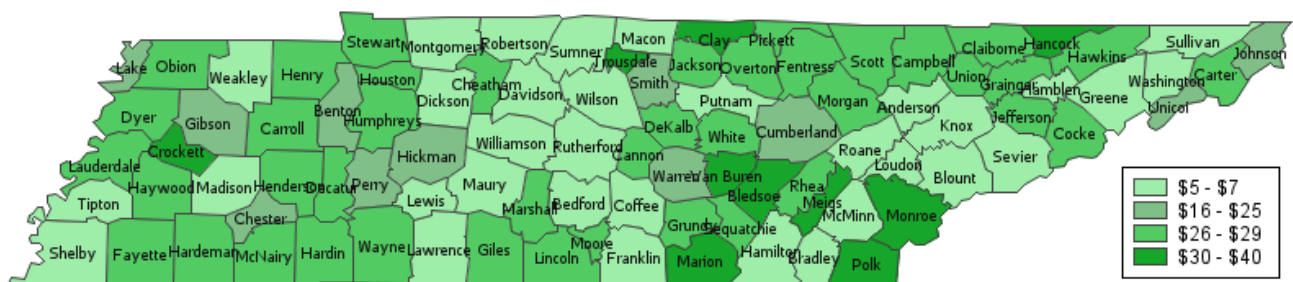 Stewart
Montgomery
Robertson
Sumner
Macon
Clay
Pickett
Claiborne
Hancock
Hawkins
Sullivan
Johnson
Lake
Obion
Weakley
Henry
Houston
Cheatham
Trousdale
Smith
Jackson
Overton
Fentress
Scott
Campbell
Union
Grainger
Hamblen
Greene
Washington
Carter
Unicoi
Dyer
Gibson
Carroll
Benton
Humphreys
Dickson
Davidson
Wilson
DeKalb
Putnam
White
Cumberland
Morgan
Anderson
Knox
Jefferson
Cocke
Sevier
Lauderdale
Crockett
Haywood
Madison
Henderson
Decatur
Perry
Hickman
Williamson
Rutherford
Cannon
Warren
Van Buren
Bledsoe
Rhea
Meigs
Roane
Loudon
Blount
Tipton
Chester
Lewis
Maury
Marshall
Bedford
Coffee
Grundy
Sequatchie
McMinn
Monroe
Shelby
Fayette
Hardeman
McNairy
Hardin
Wayne
Lawrence
Giles
Lincoln
Moore
Franklin
Marion
Hamilton
Bradley
Polk
$5 - $7
$16 - $25
$26 - $29
$30 - $40